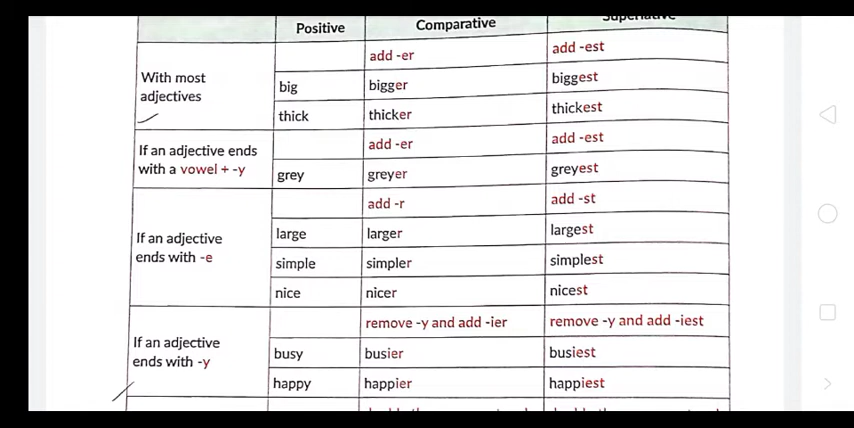 Positive Comparative Superlative
add -er add -est
With most
adjectives
big bigger biggest
thick thicker thickest
If an adjective ends
with a vowel + -y
add -er add -est
grey greyer greyest
add -r add -st
If an adjective
ends with -e
large larger largest
simple simpler simplest
nice nicer nicest
remove -y and add -ier remove -y and add -iest
If an adjective
ends with -y
busy busier busiest
happy happier happiest